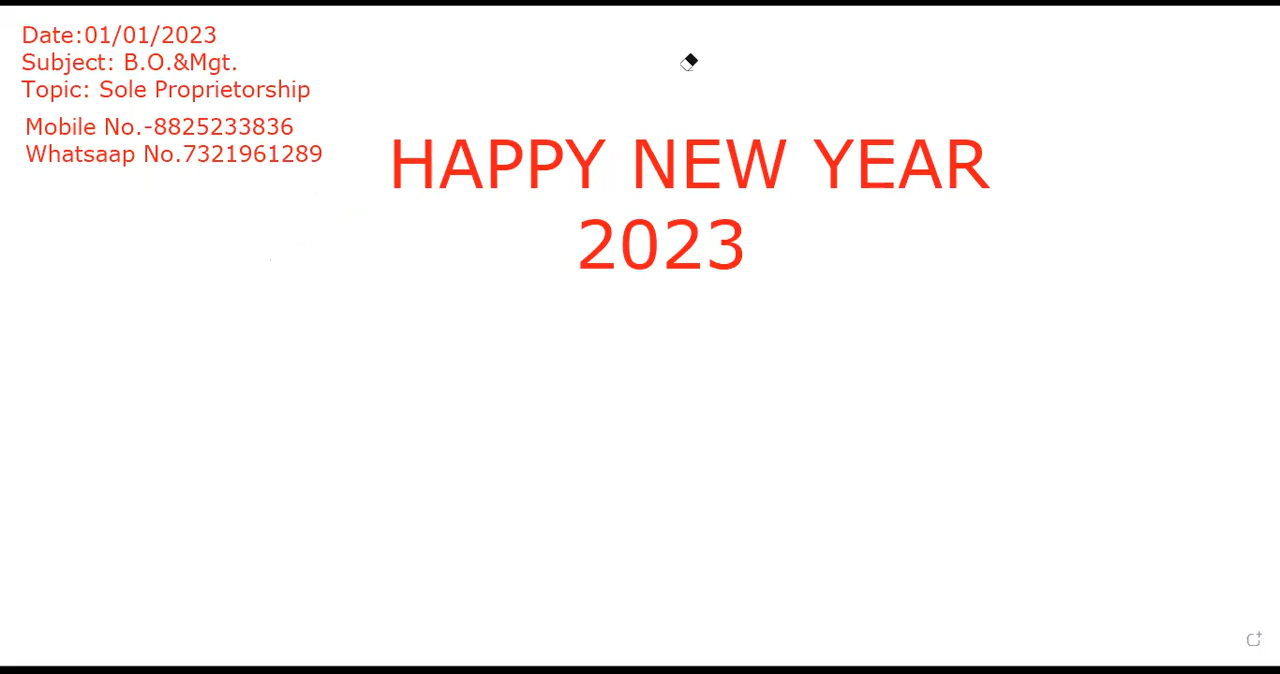 Date:01/01/2023
Subject: B.O.&Mgt.
Topic: Sole Proprietorship
Mobile No.-8825233836
Whatsaap No.7321961289
HAPPY NEW YEAR
2023